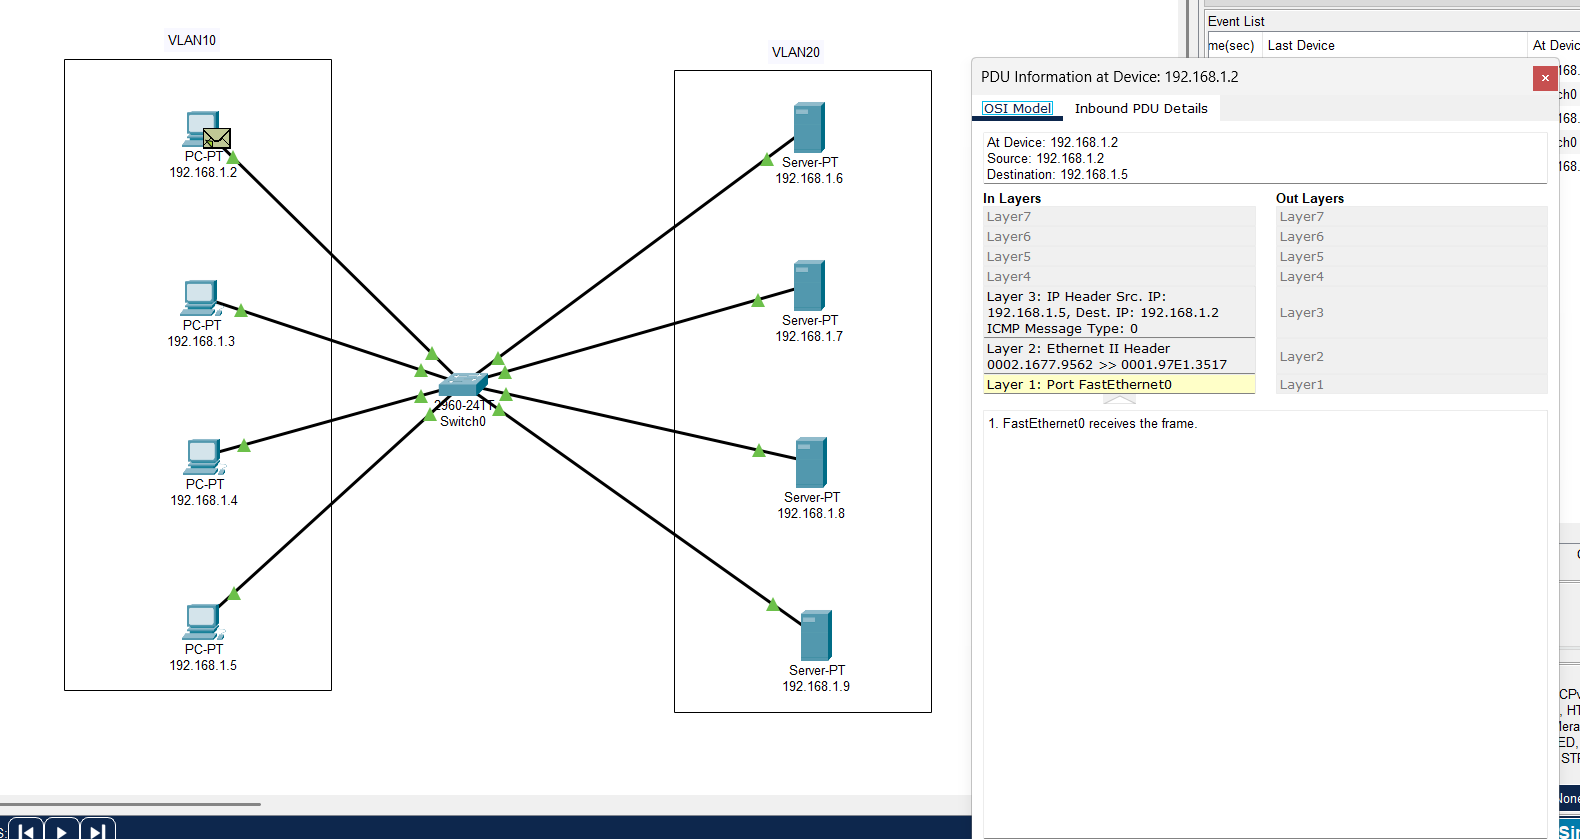 VLAN10
PC-PT
192.168.1.2
PC-PT
192.168.1.3
PC-PT
192.168.1.4
PC-PT
192.168.1.5
2960-24TT
Switch0
VLAN20
Server-PT
192.168.1.6
Server-PT
192.168.1.7
Server-PT
192.168.1.8
Server-PT
192.168.1.9
Event List
me(sec) Last Device At Devic
PDU Information at Device: 192.168.1.2
OSI Model Inbound PDU Details
At Device: 192.168.1.2
Source: 192.168.1.2
Destination: 192.168.1.5
In Layers
Layer7
Layer6
Layer5
Layer4
Layer 3: IP Header Src. IP:
192.168.1.5, Dest. IP: 192.168.1.2
ICMP Message Type: 0
Layer 2: Ethernet II Header
0002.1677.9562 >> 0001.97E1.3517
Layer 1: Port FastEthernet0
Out Layers
Layer7
Layer6
Layer5
Layer4
Layer3
Layer2
Layer1
1. FastEthernet0 receives the frame.
168.
ch0
168.
ch0
168.